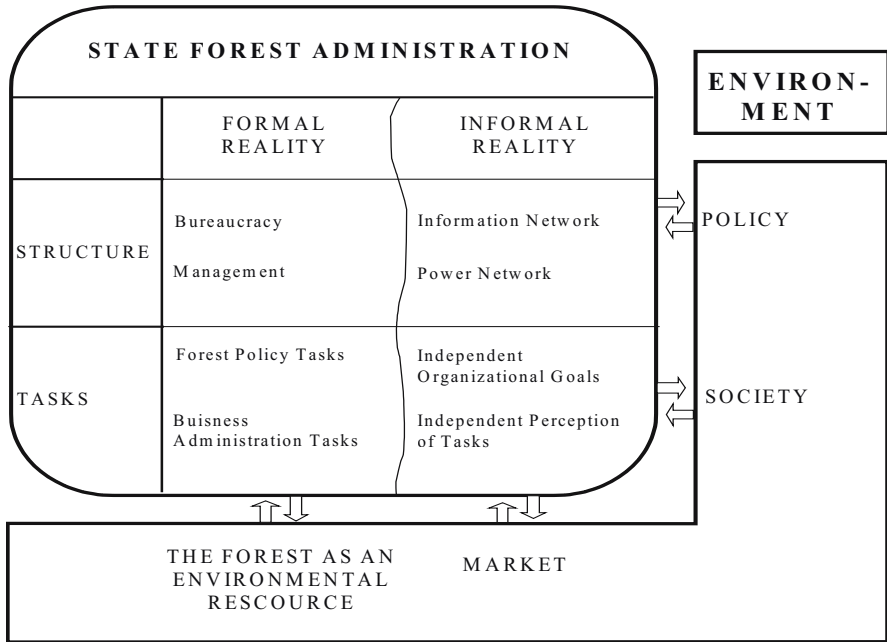 STATE FOREST ADMINISTRATION
ENVIRON-
MENT
FORMAL
REALITY
INFORMAL
REALITY
STRUCTURE
Bureaucracy
Management
Information Network
Power Network
POLICY
TASKS
Forest Policy Tasks
Buisness
Administration Tasks
Independent
Organizational Goals
Independent Perception
of Tasks
SOCIETY
THE FOREST AS AN
ENVIRONMENTAL
RESCOURCE
MARKET